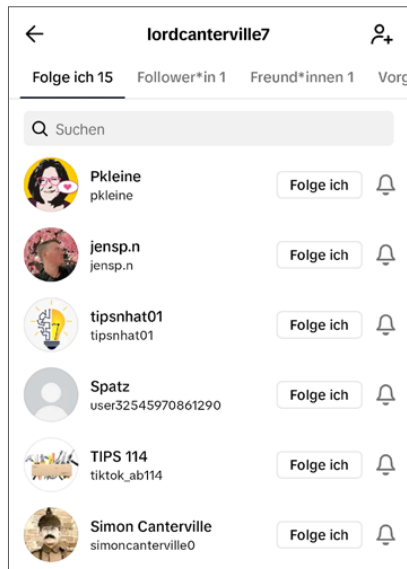 lordcanterville7
Folge ich 15 Follower*in 1 Freund*innen 1 Vorg
Suchen
Pkleine
pkleine
Folge ich
jensp.n
jensp.n
Folge ich
tipsnhat01
tipsnhat01
Folge ich
Spatz
user32545970861290
Folge ich
TIPS 114
tiktok_ab114
Folge ich
Simon Canterville
simoncanterville0
Folge ich